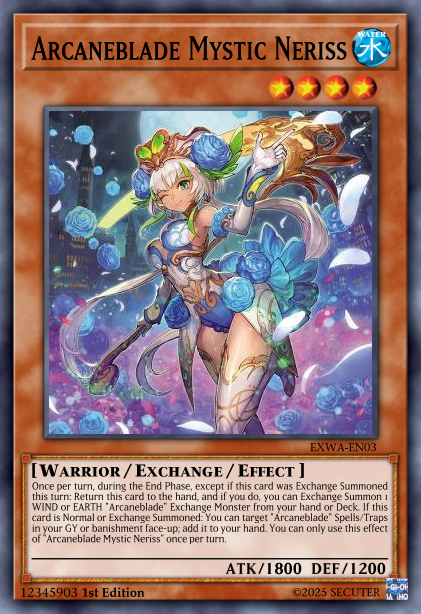 Arcaneblade Mystic Neriss
WATER
水
EXWA-EN03
[Warrior/Exchange/Effect]
Once per turn, during the End Phase, except if this card was Exchange Summoned
this turn: Return this card to the hand, and if you do, you can Exchange Summon 1
WIND or EARTH "Arcaneblade" Exchange Monster from your hand or Deck. If this
card is Normal or Exchange Summoned: You can target "Arcaneblade" Spells/Traps
in your GY or banishment face-up; add it to your hand. You can only use this effect
of "Arcaneblade Mystic Neriss" once per turn.
ATK/1800 DEF/1200
12345903 1st Edition
©2025 SECUTER